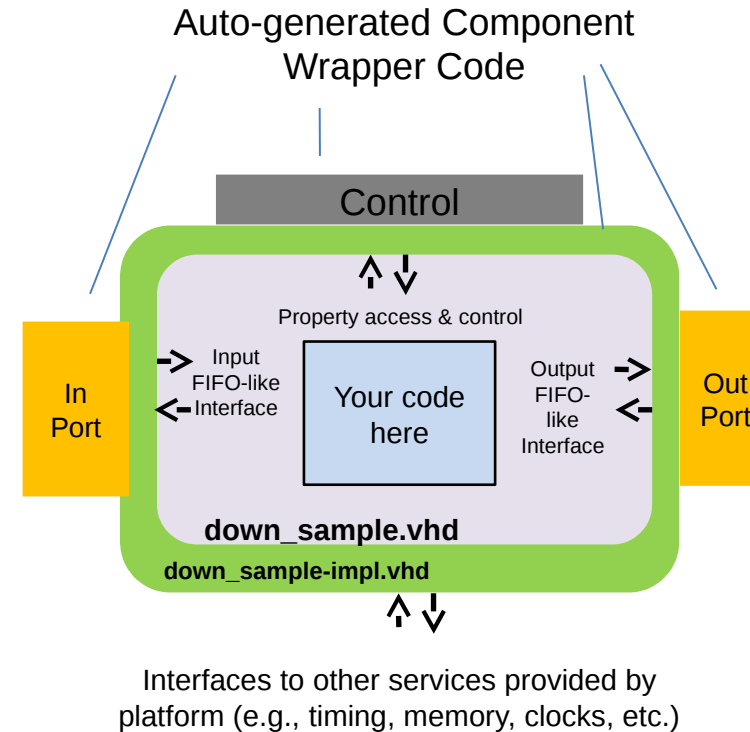 Auto-generated Component
Wrapper Code
Control
Property access & control
In
Port
Input
FIFO-like
Interface
Your code
here
Output
FIFO-
like
Interface
Out
Port
down_sample.vhd
down_sample-impl.vhd
Interfaces to other services provided by
platform (e.g., timing, memory, clocks, etc.)